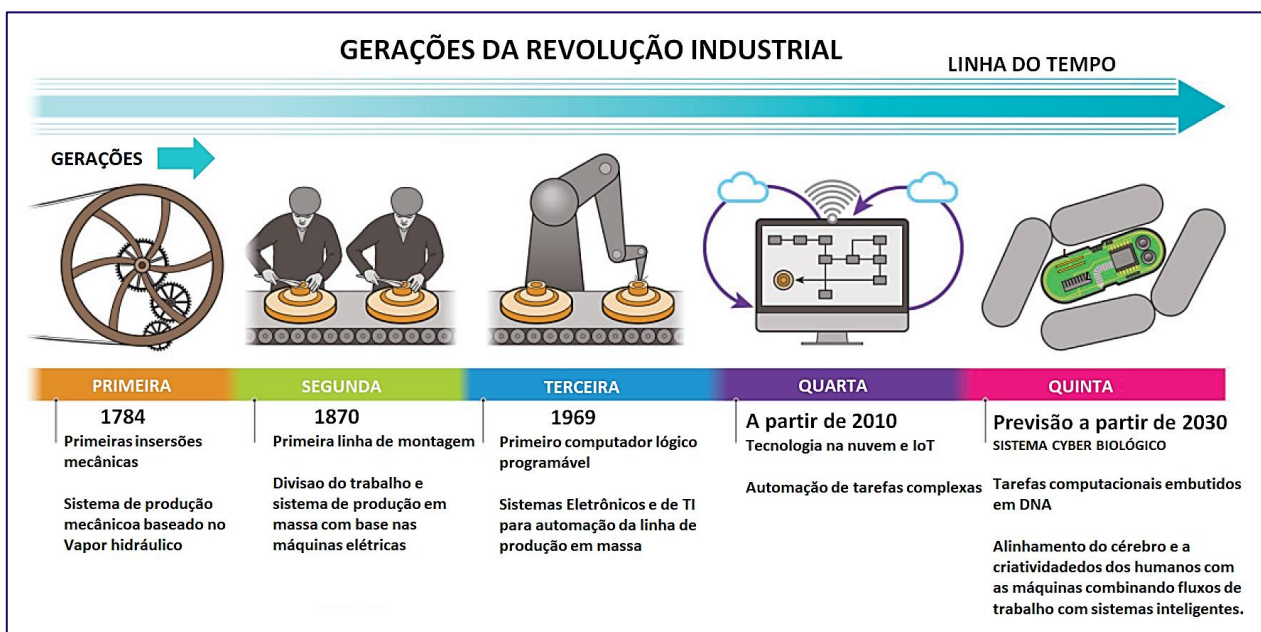 GERAÇÕES DA REVOLUÇÃO INDUSTRIAL
LINHA DO TEMPO
GERAÇÕES
PRIMEIRA
1784
Primeiras insersões
mecânicas
Sistema de produção
mecânicoa baseado no
Vapor hidráulico
SEGUNDA
1870
Primeira linha de montagem
Divisao do trabalho e
sistema de produção em
massa com base nas
máquinas elétricas
TERCEIRA
1969
Primeiro computador lógico
programável
Sistemas Eletrônicos e de TI
para automação da linha de
produção em massa
QUARTA
A partir de 2010
Tecnologia na nuvem e IoT
Automação de tarefas complexas
QUINTA
Previsão a partir de 2030
SISTEMA CYBER BIOLÓGICO
Tarefas computacionais embutidos
em DNA
Alinhamento do cérebro e a
criatividadedos dos humanos com
as máquinas combinando fluxos de
trabalho com sistemas inteligentes.